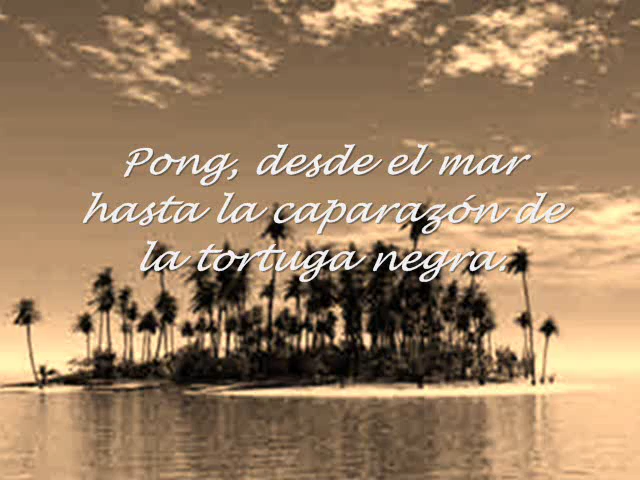 Pong, desde el mar
hasta la caparazón de
la tortuga negra.